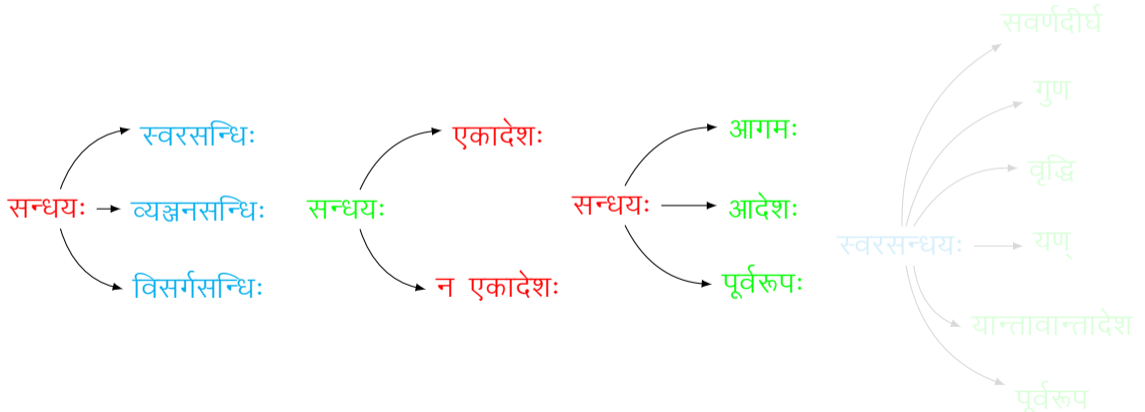 सन्धयः
स्वरसन्धिः
व्यञ्जनसन्धिः
विसर्गसन्धिः
सन्धयः
एकादेशः
न एकादेशः
सन्धयः
आगमः
आदेशः
पूर्वरूपः
स्वरसन्धयः
सवर्णदीर्घ
गुण
वृद्धि
यण्
यान्तावान्तादेश
पूर्वरूप